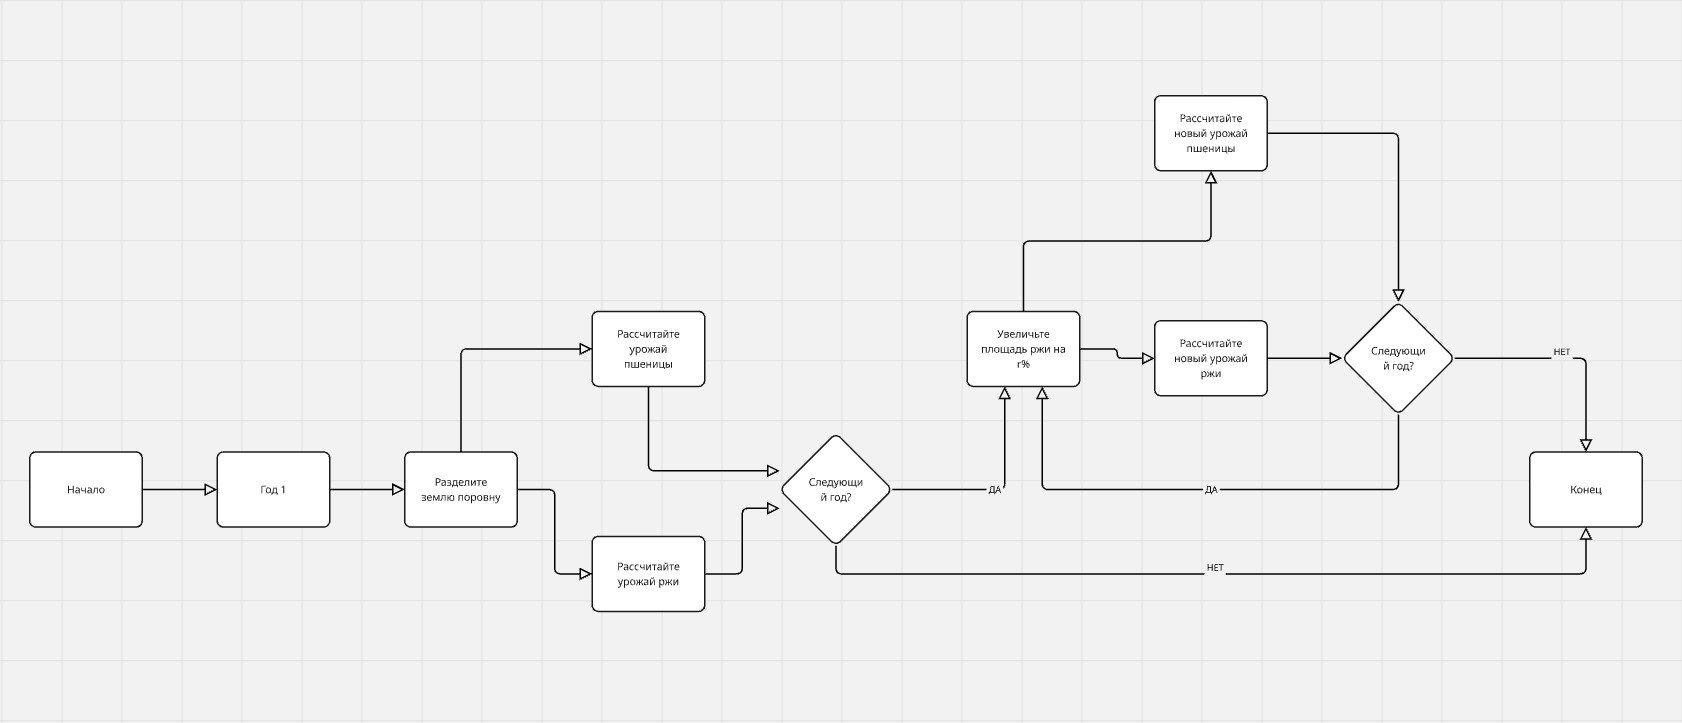 Начало
Год 1
Разделите
землю поровну
Рассчитайте
урожай
пшеницы
Рассчитайте
урожай ржи
Следующи
й год?
ДА
НЕТ
Увеличьте
площадь ржи на
r%
Рассчитайте
новый урожай
пшеницы
Рассчитайте
новый урожай
ржи
Следующи
й год?
ДА
НЕТ
Конец